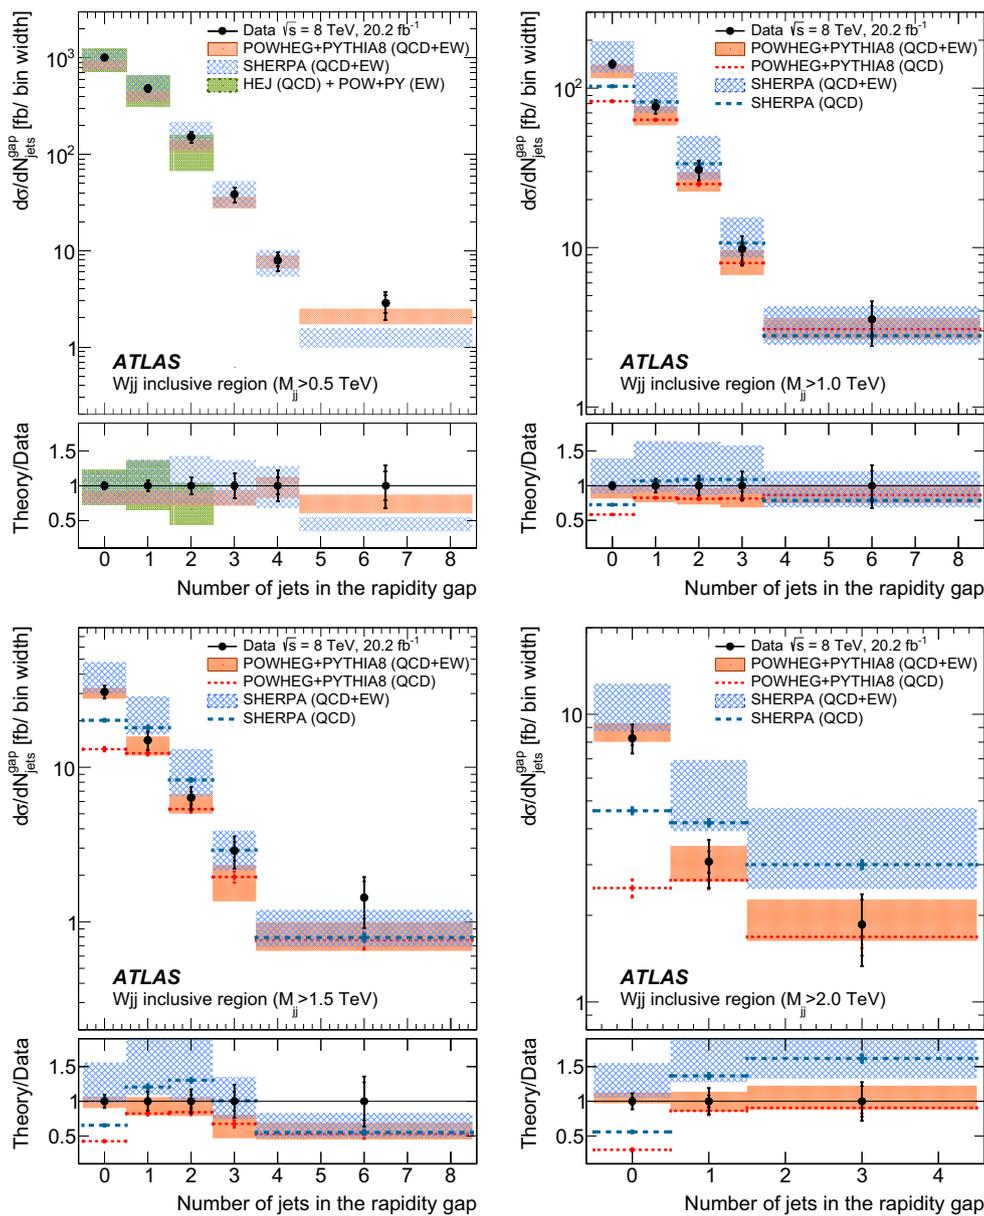 Data √s = 8 TeV, 20.2 fb⁻¹
POWHEG+PYTHIA8 (QCD+EW)
SHERPA (QCD+EW)
HEJ (QCD) + POW+PY (EW)
dσ/dN^gap_jets [fb/ bin width]
10³
10²
10
1
ATLAS
Wjj inclusive region (M_jj>0.5 TeV)
Theory/Data
1.5
1
0.5
0 1 2 3 4 5 6 7 8
Number of jets in the rapidity gap
Data √s = 8 TeV, 20.2 fb⁻¹
POWHEG+PYTHIA8 (QCD+EW)
POWHEG+PYTHIA8 (QCD)
SHERPA (QCD+EW)
SHERPA (QCD)
dσ/dN^gap_jets [fb/ bin width]
10²
10
1
ATLAS
Wjj inclusive region (M_jj>1.0 TeV)
Theory/Data
1.5
1
0.5
0 1 2 3 4 5 6 7 8
Number of jets in the rapidity gap
Data √s = 8 TeV, 20.2 fb⁻¹
POWHEG+PYTHIA8 (QCD+EW)
POWHEG+PYTHIA8 (QCD)
SHERPA (QCD+EW)
SHERPA (QCD)
dσ/dN^gap_jets [fb/ bin width]
10
1
ATLAS
Wjj inclusive region (M_jj>1.5 TeV)
Theory/Data
1.5
1
0.5
0 1 2 3 4 5 6 7 8
Number of jets in the rapidity gap
Data √s = 8 TeV, 20.2 fb⁻¹
POWHEG+PYTHIA8 (QCD+EW)
POWHEG+PYTHIA8 (QCD)
SHERPA (QCD+EW)
SHERPA (QCD)
dσ/dN^gap_jets [fb/ bin width]
10
1
ATLAS
Wjj inclusive region (M_jj>2.0 TeV)
Theory/Data
1.5
1
0.5
0 1 2 3 4
Number of jets in the rapidity gap